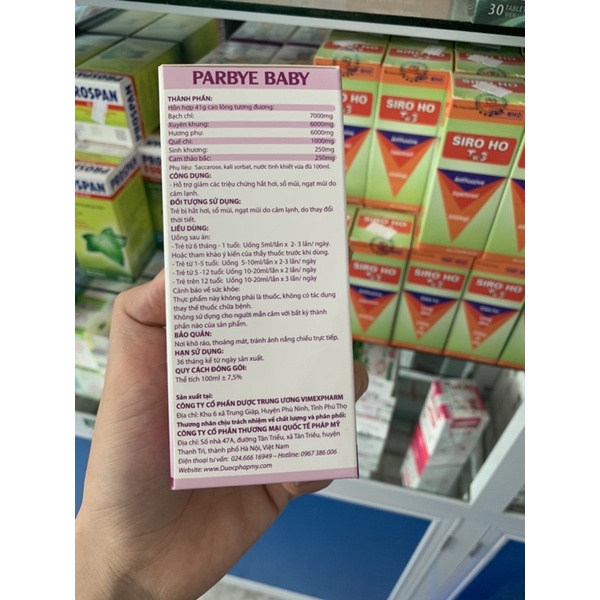 PARBYE BABY
THÀNH PHẦN:
Hỗn hợp 41g cao lỏng tương đương:
Bạch chỉ: 7000mg
Xuyên khung: 6000mg
Hương phụ: 6000mg
Quế chi: 1000mg
Sinh khương: 250mg
Cam thảo bắc: 250mg
Phụ liệu: Saccarose, kali sorbat, nước tinh khiết vừa đủ 100ml.
CÔNG DỤNG:
- Hỗ trợ giảm các triệu chứng hắt hơi, sổ mũi, ngạt mũi do
cảm lạnh.
ĐỐI TƯỢNG SỬ DỤNG:
Trẻ bị hắt hơi, sổ mũi, ngạt mũi do cảm lạnh, do thay đổi
thời tiết.
LIỀU DÙNG:
Uống sau ăn:
- Trẻ từ 6 tháng - 1 tuổi: Uống 5ml/lần x 2- 3 lần/ ngày.
Hoặc tham khảo ý kiến của thầy thuốc trước khi dùng.
- Trẻ từ 1-5 tuổi: Uống 5-10ml/lần x 2-3 lần/ ngày
- Trẻ từ 5 -12 tuổi: Uống 10-20ml/lần x 2 lần/ ngày
- Trẻ trên 12 tuổi: Uống 10-20ml/lần x 3 lần/ ngày
Cảnh báo về sức khỏe:
Thực phẩm này không phải là thuốc, không có tác dụng
thay thế thuốc chữa bệnh.
Không sử dụng cho người mẫn cảm với bất kỳ thành
phần nào của sản phẩm.
BẢO QUẢN:
Nơi khô ráo, thoáng mát, tránh ánh nắng chiếu trực tiếp.
HẠN SỬ DỤNG:
36 tháng kể từ ngày sản xuất.
QUY CÁCH ĐÓNG GÓI:
Thể tích 100ml ± 7,5%
Sản xuất tại:
CÔNG TY CỔ PHẦN DƯỢC TRUNG ƯƠNG VIMEXPHARM
Địa chỉ: Khu 6 xã Trung Giáp, Huyện Phù Ninh, Tỉnh Phú Thọ
Thương nhân chịu trách nhiệm về chất lượng và phân phối:
CÔNG TY CỔ PHẦN THƯƠNG MẠI QUỐC TẾ PHÁP MỸ
Địa chỉ: Số nhà 47A, đường Tân Triều, xã Tân Triều, huyện
Thanh Trì, thành phố Hà Nội, Việt Nam
Điện thoại tư vấn: 024.666 16949 – Hotline: 0967 386 006
Website: www.Duocphapmy.com
PROSPAN
SIRO HO
SIRO HO
SIRO HO
SIRO HO
30 TABLET